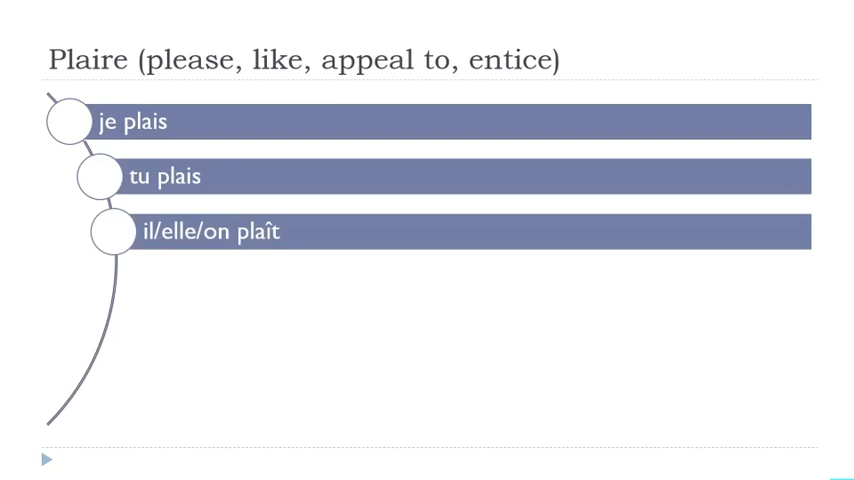 Plaire (please, like, appeal to, entice)
je plais
tu plais
il/elle/on plaît